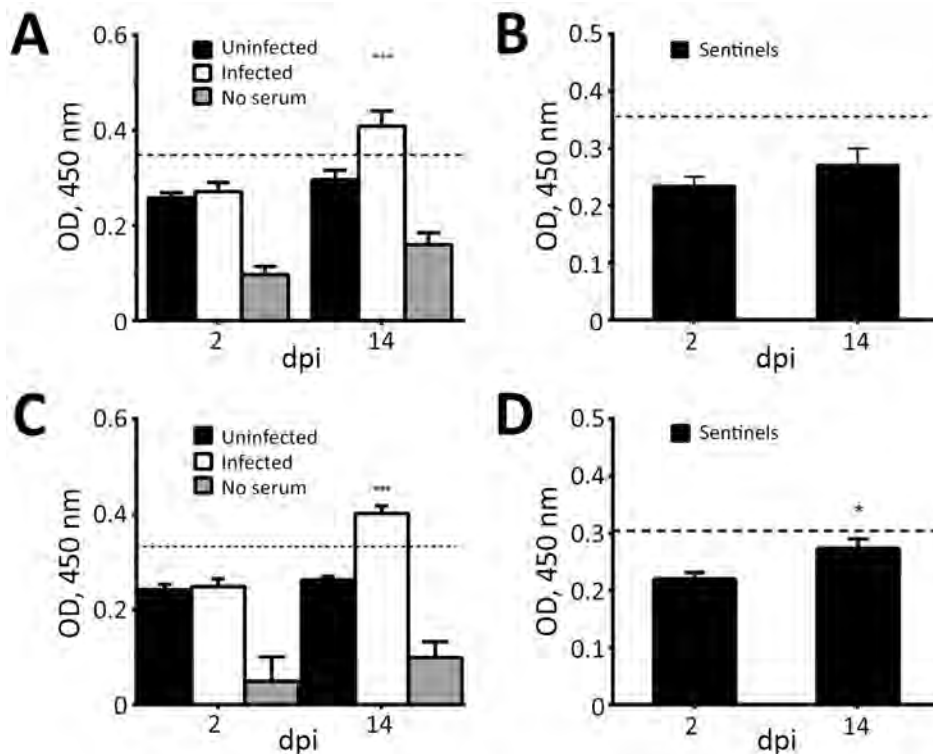 A
0.6
0.4
0.2
0
OD, 450 nm
Uninfected
Infected
No serum
***
2
14
dpi
B
0.5
0.4
0.3
0.2
0.1
0
OD, 450 nm
Sentinels
2
14
dpi
C
0.6
0.4
0.2
0
OD, 450 nm
Uninfected
Infected
No serum
***
2
14
dpi
D
0.5
0.4
0.3
0.2
0.1
0
OD, 450 nm
Sentinels
*
2
14
dpi